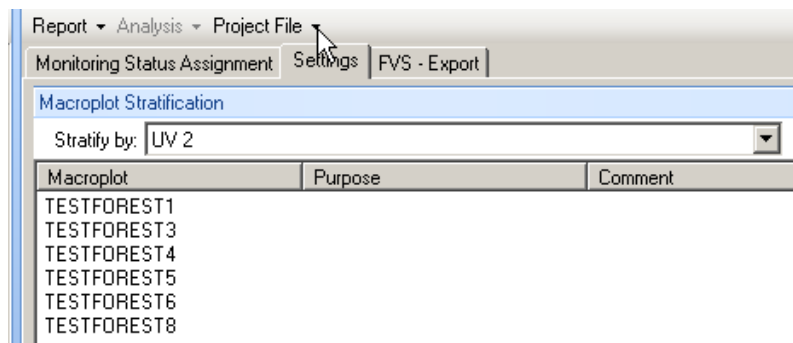 Report Analysis Project File
Monitoring Status Assignment Settings FVS - Export
Macroplot Stratification
Stratify by: UV 2
Macroplot Purpose Comment
TESTFOREST1
TESTFOREST3
TESTFOREST4
TESTFOREST5
TESTFOREST6
TESTFOREST8